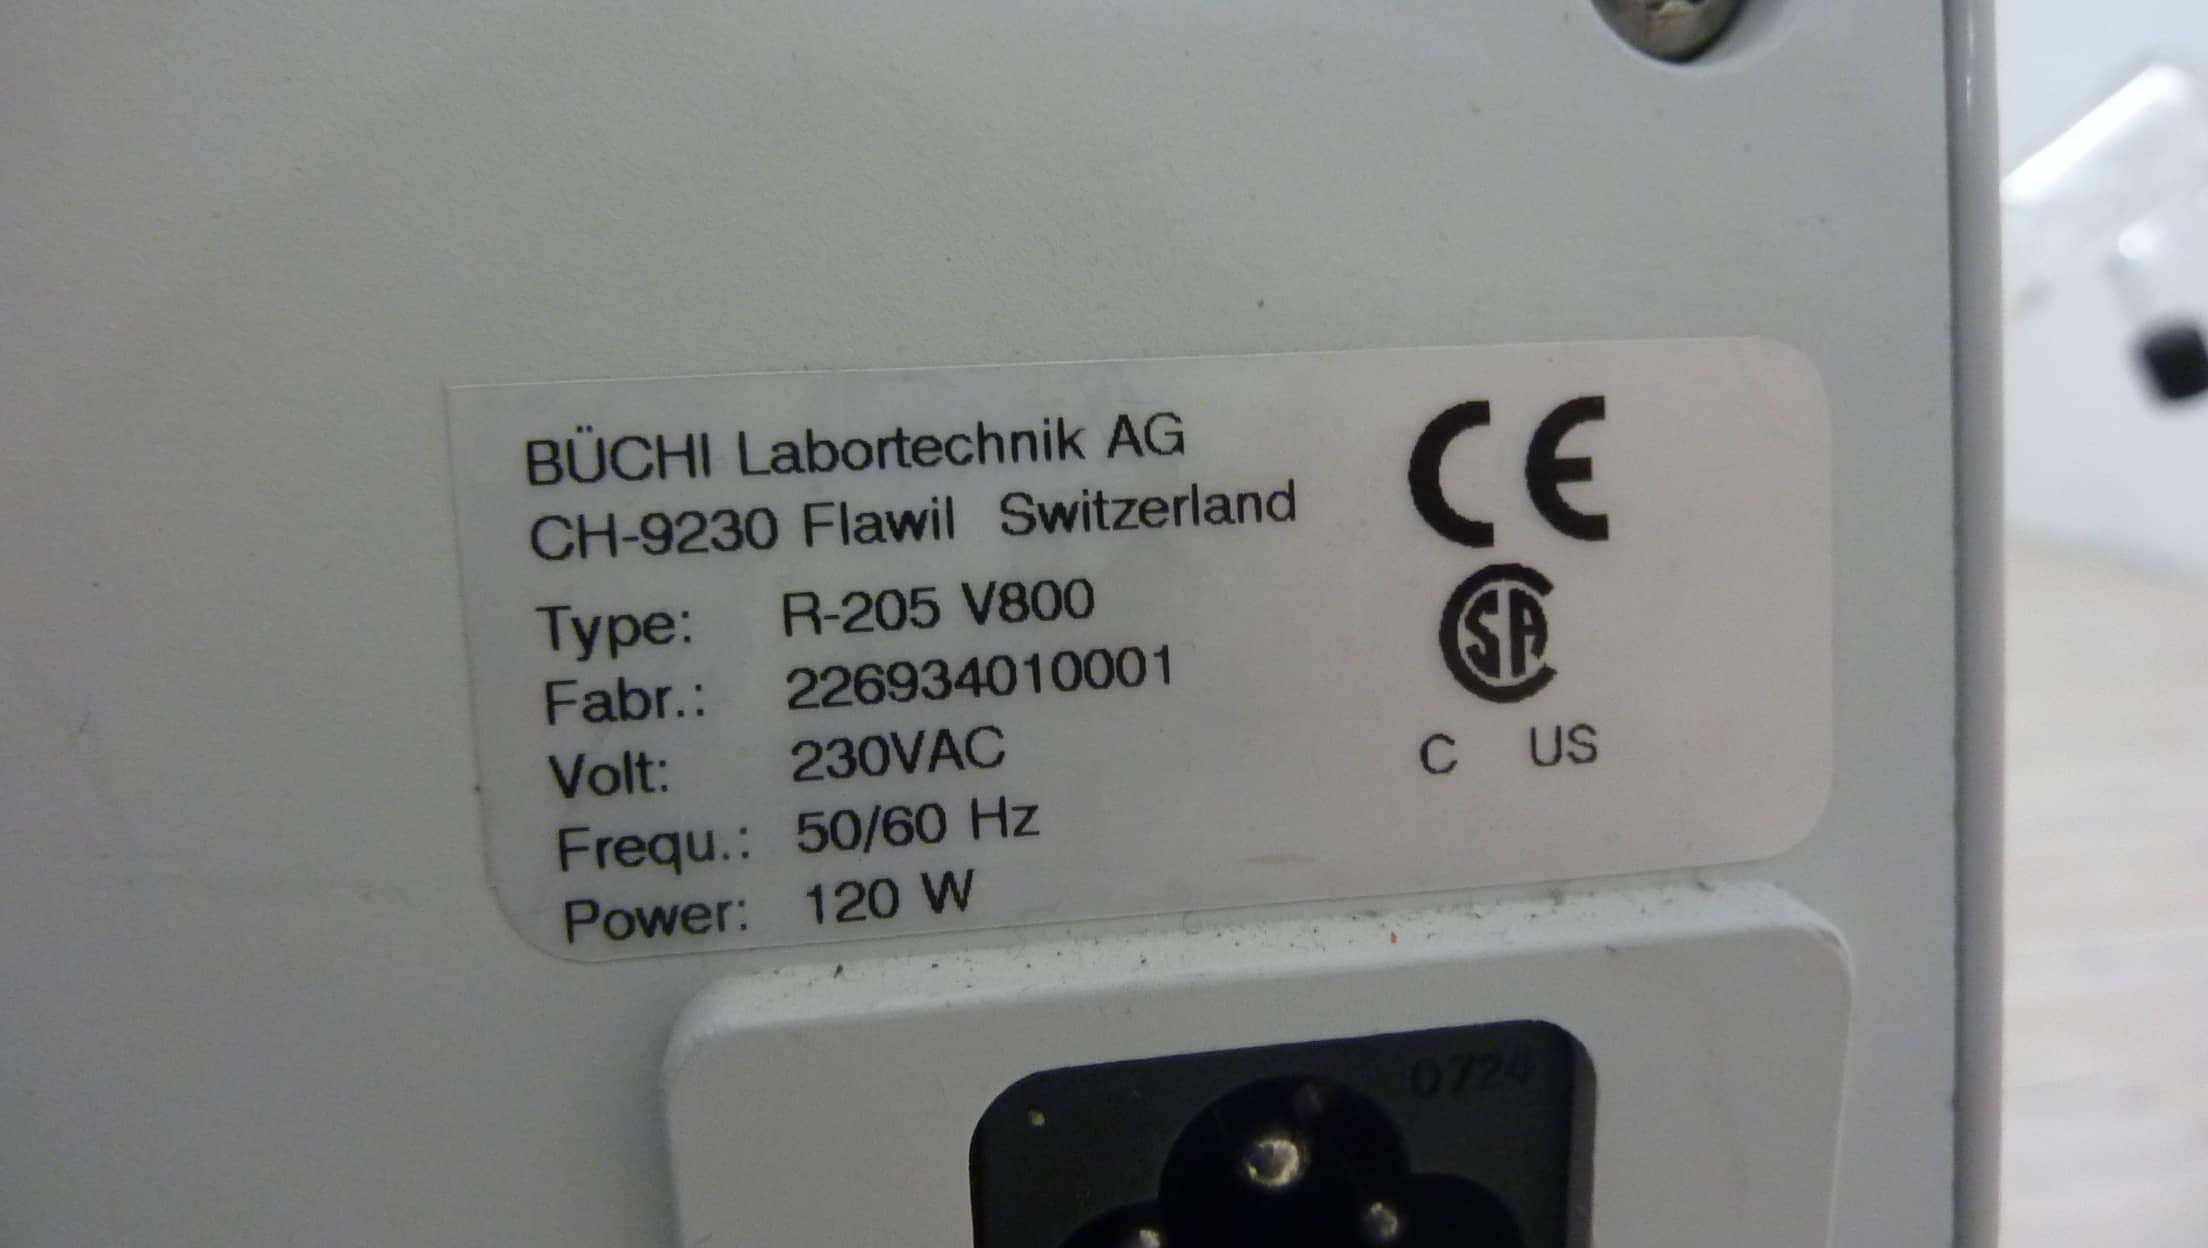 BÜCHI Labortechnik AG
CH-9230 Flawil Switzerland
Type: R-205 V800
Fabr.: 226934010001
Volt: 230VAC
Frequ.: 50/60 Hz
Power: 120 W
CE
CSA
C US
0724